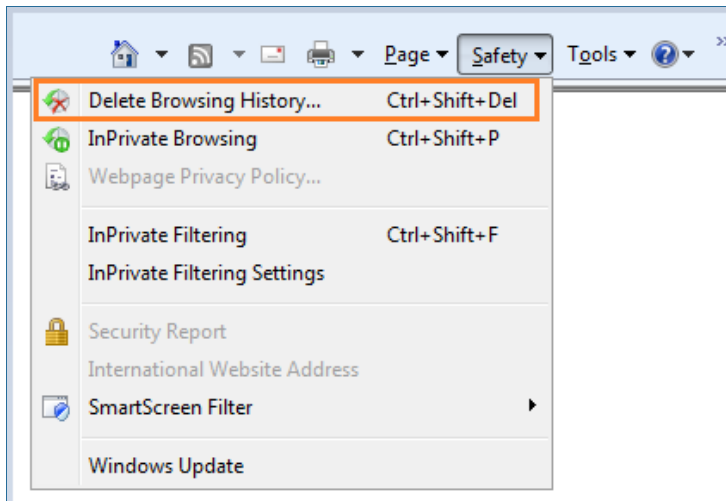 Page Safety Tools
Delete Browsing History... Ctrl+Shift+Del
InPrivate Browsing Ctrl+Shift+P
Webpage Privacy Policy...
InPrivate Filtering Ctrl+Shift+F
InPrivate Filtering Settings
Security Report
International Website Address
SmartScreen Filter
Windows Update